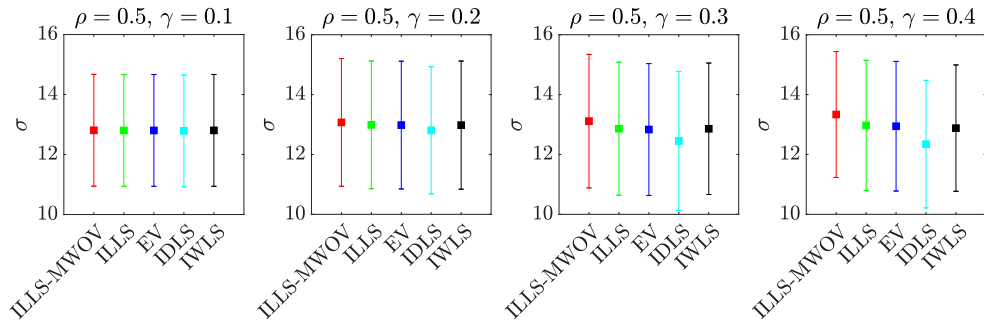 ρ = 0.5, γ = 0.1
16
14
12
10
σ
ILLS-MWOV
ILLS
EV
IDLS
IWLS
ρ = 0.5, γ = 0.2
16
14
12
10
σ
ILLS-MWOV
ILLS
EV
IDLS
IWLS
ρ = 0.5, γ = 0.3
16
14
12
10
σ
ILLS-MWOV
ILLS
EV
IDLS
IWLS
ρ = 0.5, γ = 0.4
16
14
12
10
σ
ILLS-MWOV
ILLS
EV
IDLS
IWLS